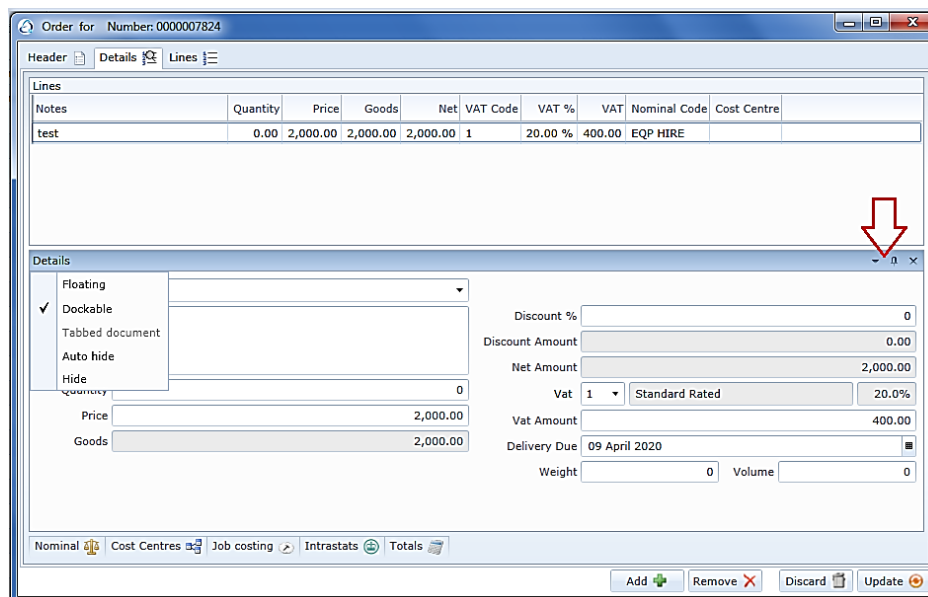 Order for Number: 0000007824
Header Details Lines
Lines
Notes Quantity Price Goods Net VAT Code VAT % VAT Nominal Code Cost Centre
test 0.00 2,000.00 2,000.00 2,000.00 1 20.00 % 400.00 EQP HIRE
Details
Floating
Dockable
Tabbed document
Auto hide
Hide
Quantity 0
Price 2,000.00
Goods 2,000.00
Discount % 0
Discount Amount 0.00
Net Amount 2,000.00
Vat 1 Standard Rated 20.0%
Vat Amount 400.00
Delivery Due 09 April 2020
Weight 0 Volume 0
Nominal Cost Centres Job costing Intrastats Totals
Add Remove Discard Update